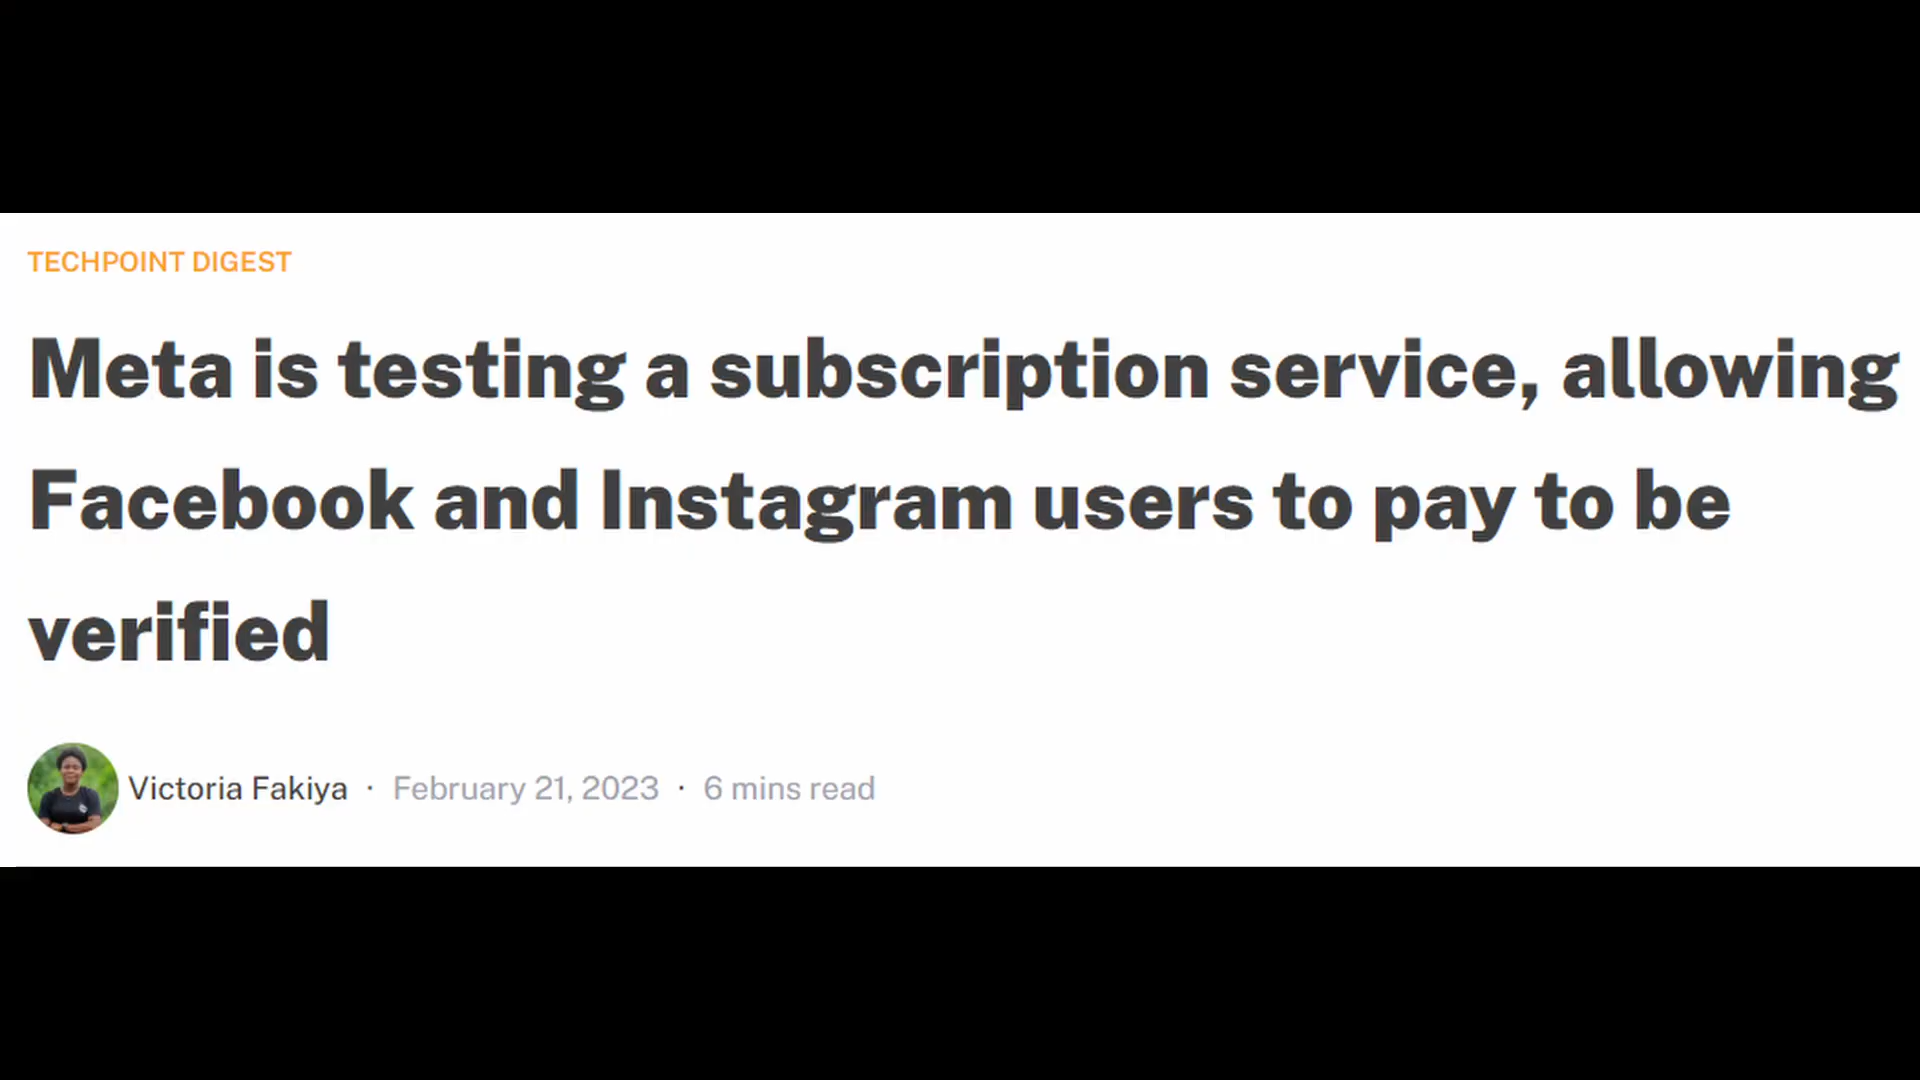 TECHPOINT DIGEST
Meta is testing a subscription service, allowing
Facebook and Instagram users to pay to be
verified
Victoria Fakiya · February 21, 2023 · 6 mins read